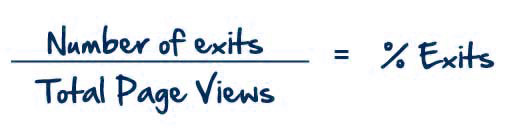 Number of exits
Total Page Views
= % Exits